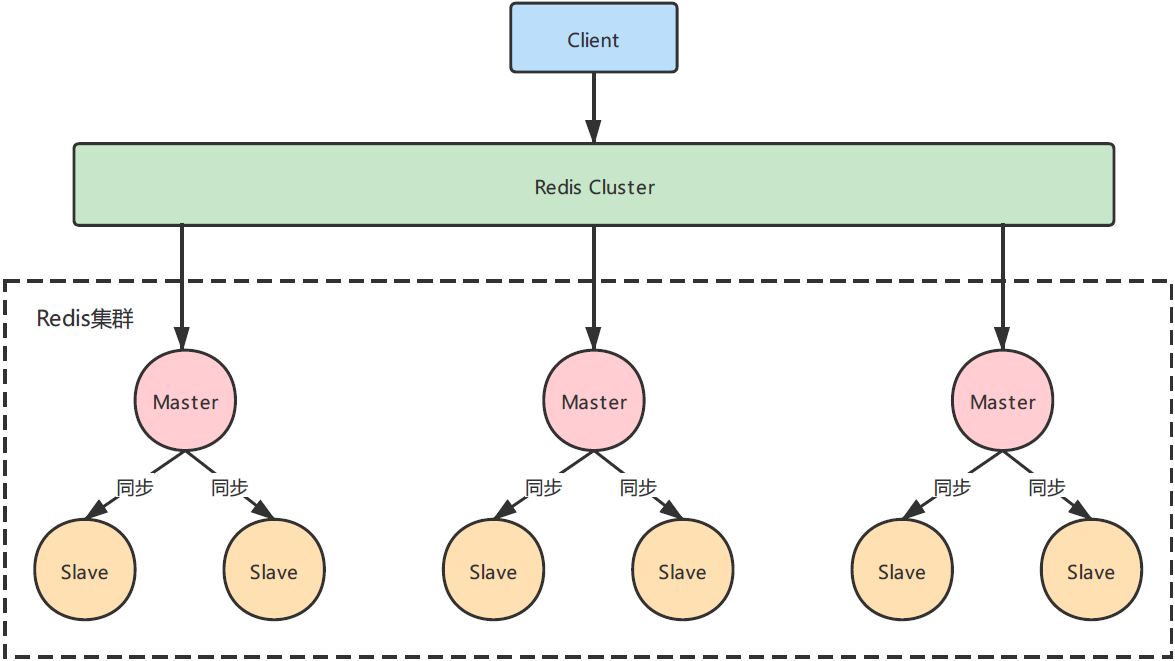 Client
Redis Cluster
Redis集群
Master
Master
Master
同步
同步
同步
同步
同步
同步
Slave
Slave
Slave
Slave
Slave
Slave